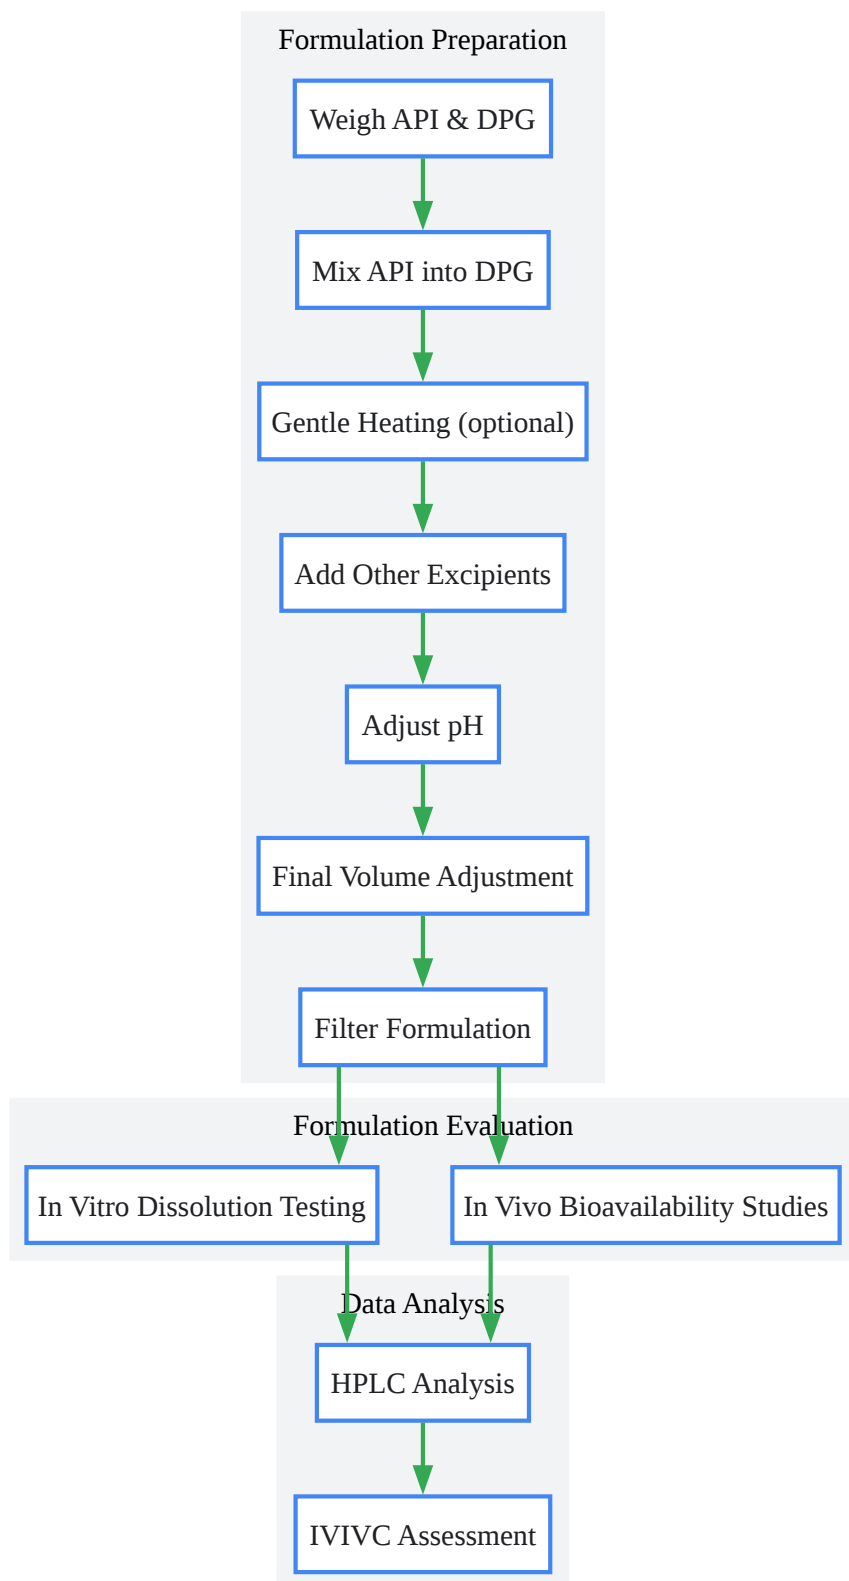 Formulation Preparation
Weigh API & DPG
Mix API into DPG
Gentle Heating (optional)
Add Other Excipients
Adjust pH
Final Volume Adjustment
Filter Formulation
Formulation Evaluation
In Vitro Dissolution Testing
In Vivo Bioavailability Studies
Data Analysis
HPLC Analysis
IVIVC Assessment